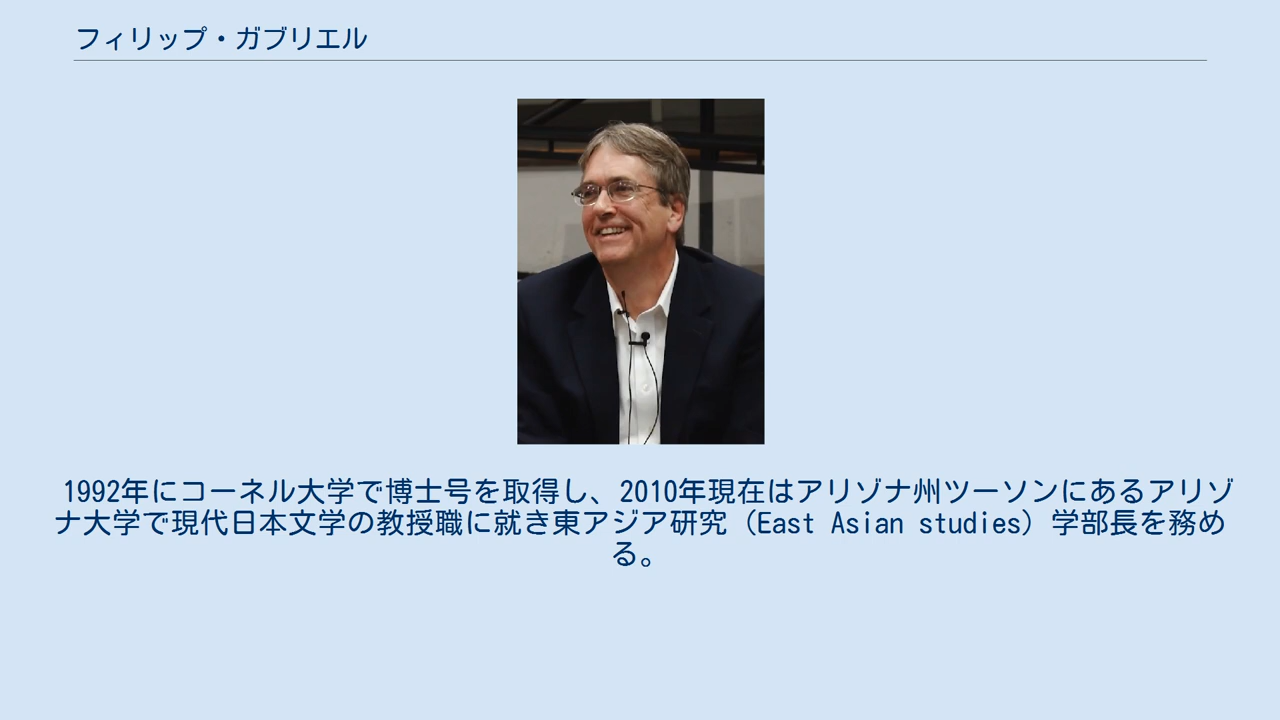 フィリップ・ガブリエル
1992年にコーネル大学で博士号を取得し、2010年現在はアリゾナ州ツーソンにあるアリゾ
ナ大学で現代日本文学の教授職に就き東アジア研究（East Asian studies）学部長を務め
る。